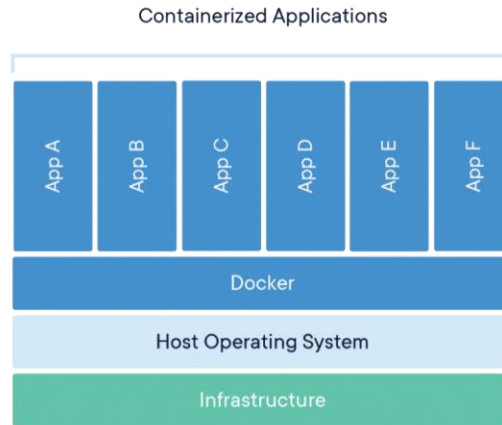 Containerized Applications
App A
App B
App C
App D
App E
App F
Docker
Host Operating System
Infrastructure